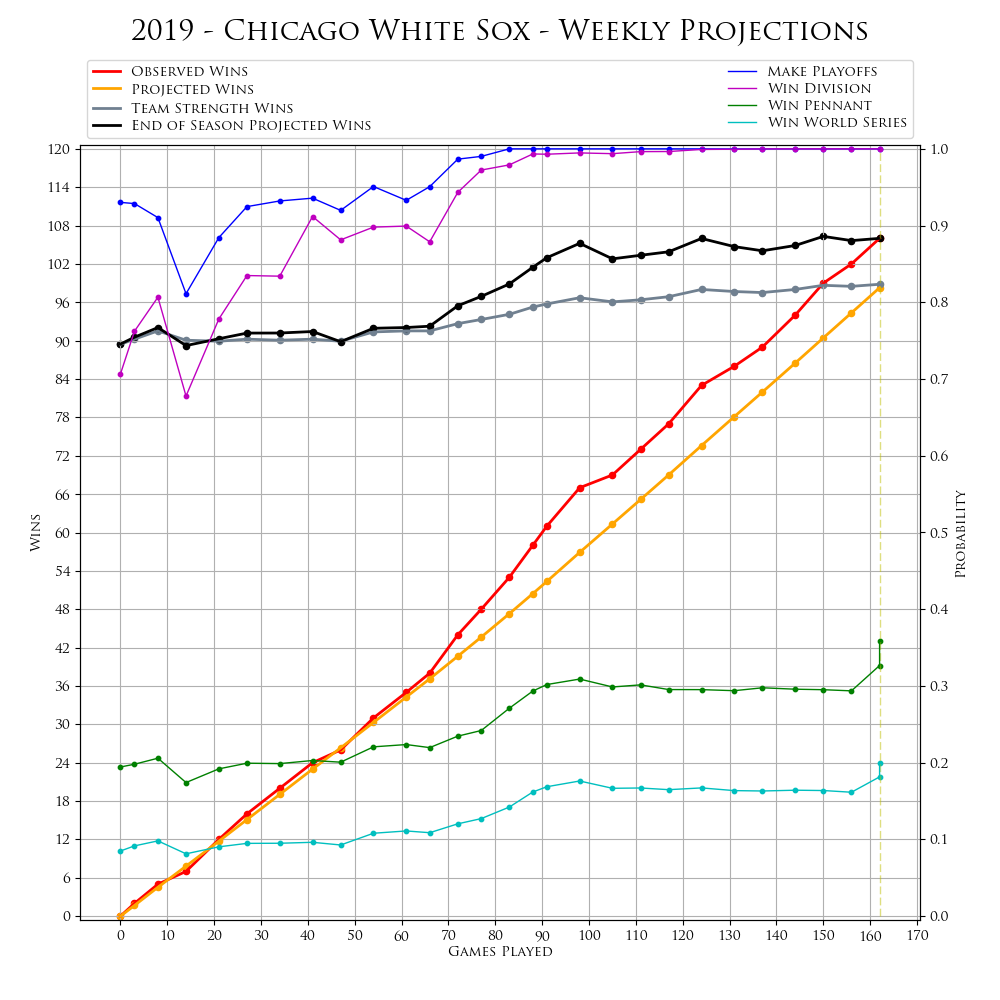 2019 - Chicago White Sox - Weekly Projections
Observed Wins
Projected Wins
Team Strength Wins
End of Season Projected Wins
Make Playoffs
Win Division
Win Pennant
Win World Series
120
114
108
102
96
90
84
78
72
66
60
54
48
42
36
30
24
18
12
6
0
Wins
1.0
0.9
0.8
0.7
0.6
0.5
0.4
0.3
0.2
0.1
0.0
Probability
0 10 20 30 40 50 60 70 80 90 100 110 120 130 140 150 160 170
Games Played